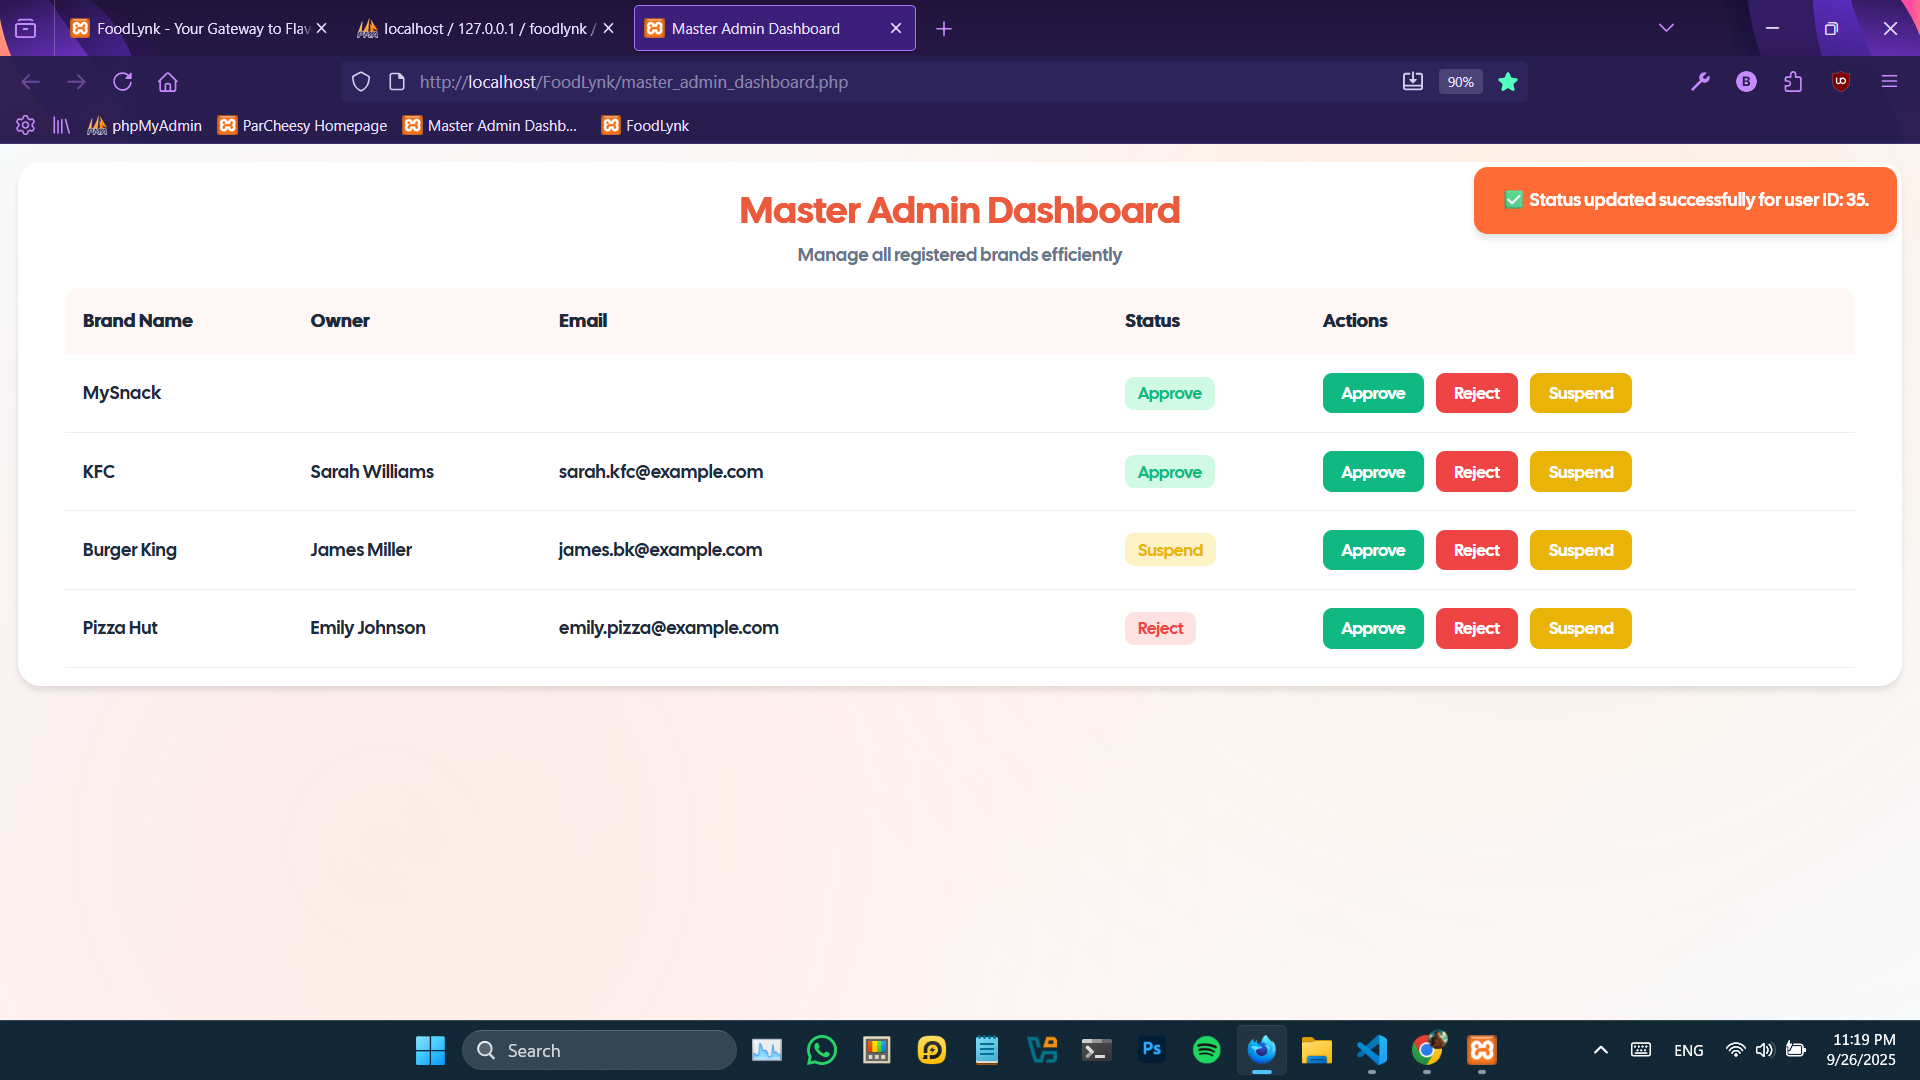 FoodLynk - Your Gateway to Flav
localhost / 127.0.0.1 / foodlynk /
Master Admin Dashboard
http://localhost/FoodLynk/master_admin_dashboard.php
90%
B
phpMyAdmin
ParCheesy Homepage
Master Admin Dashb...
FoodLynk
Master Admin Dashboard
✅ Status updated successfully for user ID: 35.
Manage all registered brands efficiently
Brand Name Owner Email Status Actions
MySnack Approve Approve Reject Suspend
KFC Sarah Williams sarah.kfc@example.com Approve Approve Reject Suspend
Burger King James Miller james.bk@example.com Suspend Approve Reject Suspend
Pizza Hut Emily Johnson emily.pizza@example.com Reject Approve Reject Suspend
Search
Ps
ENG
11:19 PM
9/26/2025